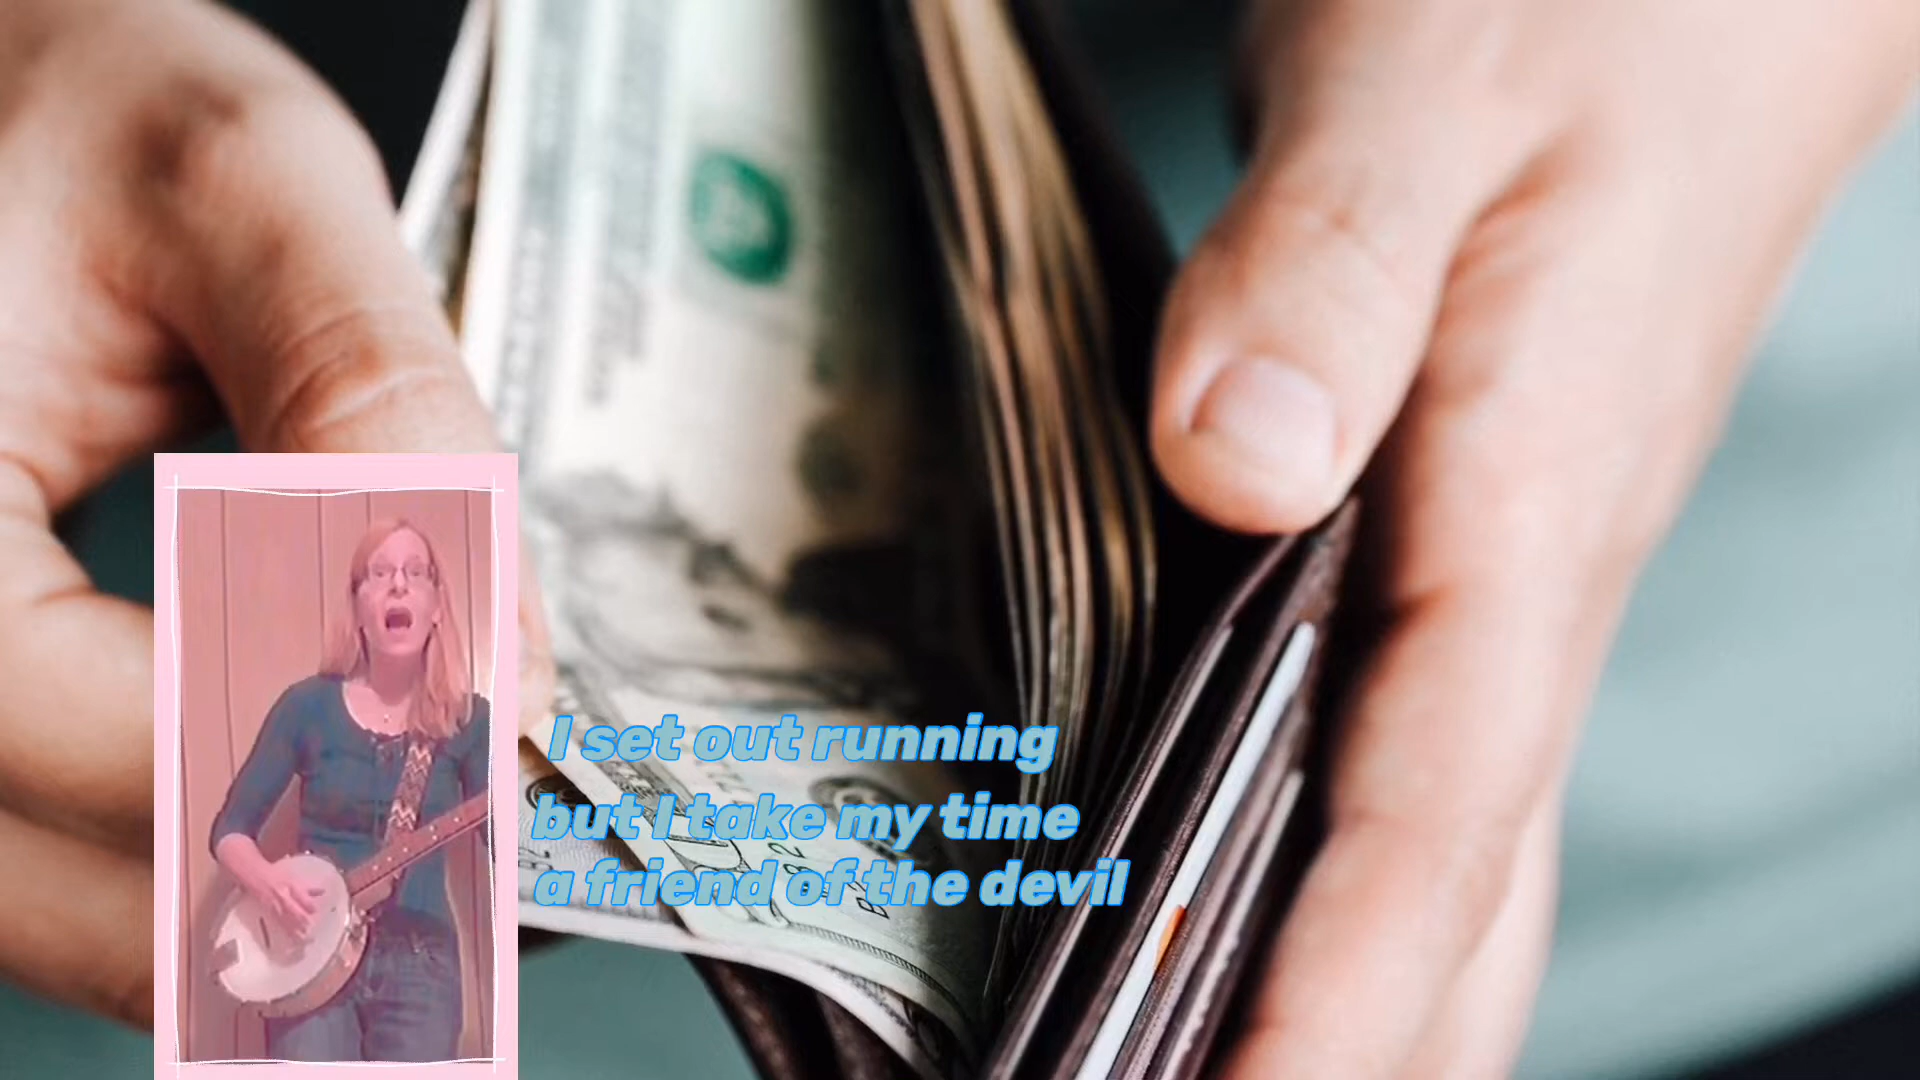 I set out running
but I take my time
a friend of the devil